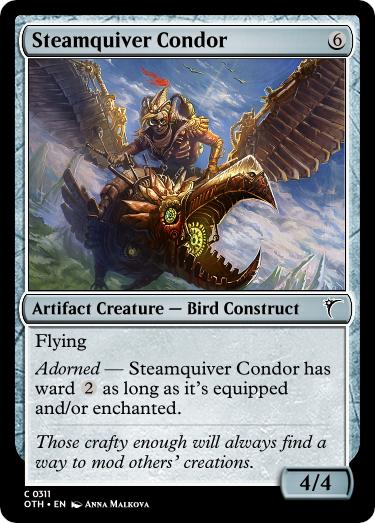 Steamquiver Condor 6
Artifact Creature — Bird Construct
Flying
Adorned — Steamquiver Condor has
ward 2 as long as it's equipped
and/or enchanted.
Those crafty enough will always find a
way to mod others' creations.
4/4
C 0311
OTH • EN Anna Malkova